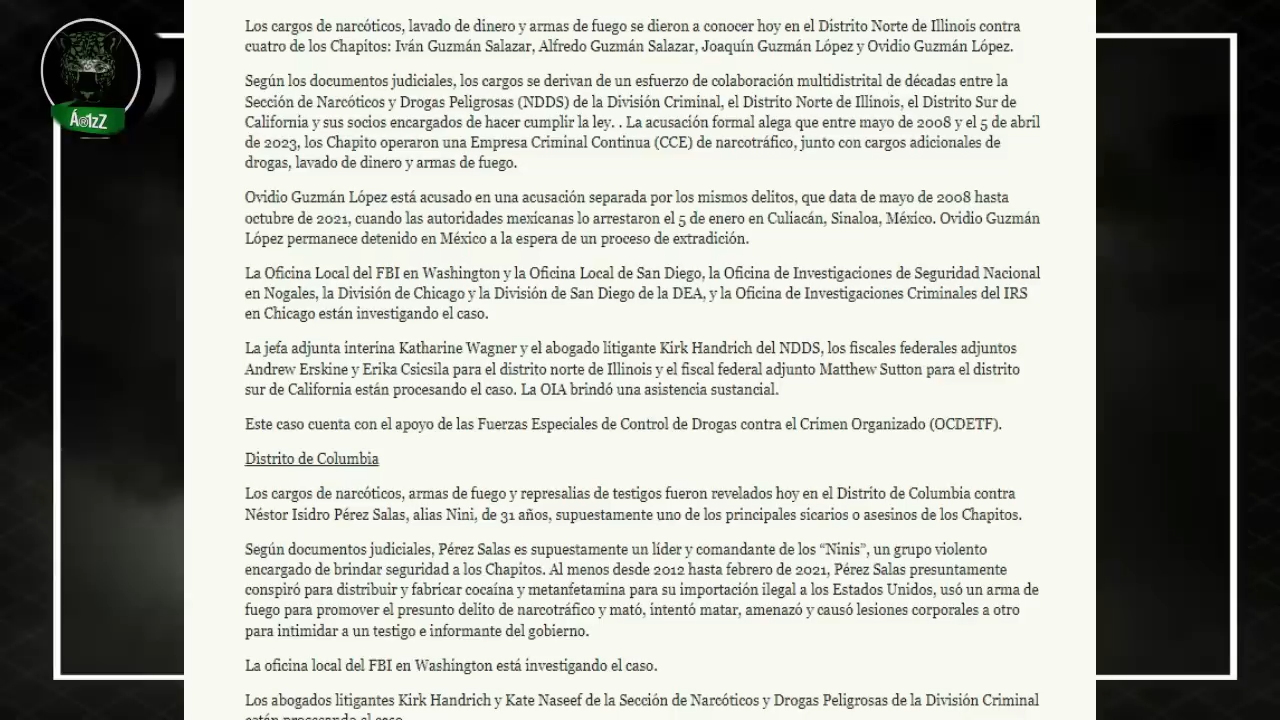 Los cargos de narcóticos, lavado de dinero y armas de fuego se dieron a conocer hoy en el Distrito Norte de Illinois contra
cuatro de los Chapitos: Iván Guzmán Salazar, Alfredo Guzmán Salazar, Joaquín Guzmán López y Ovidio Guzmán López.
Según los documentos judiciales, los cargos se derivan de un esfuerzo de colaboración multidistrital de décadas entre la
Sección de Narcóticos y Drogas Peligrosas (NDDS) de la División Criminal, el Distrito Norte de Illinois, el Distrito Sur de
California y sus socios encargados de hacer cumplir la ley. . La acusación formal alega que entre mayo de 2008 y el 5 de abril
de 2023, los Chapito operaron una Empresa Criminal Continua (CCE) de narcotráfico, junto con cargos adicionales de
drogas, lavado de dinero y armas de fuego.
Ovidio Guzmán López está acusado en una acusación separada por los mismos delitos, que data de mayo de 2008 hasta
octubre de 2021, cuando las autoridades mexicanas lo arrestaron el 5 de enero en Culiacán, Sinaloa, México. Ovidio Guzmán
López permanece detenido en México a la espera de un proceso de extradición.
La Oficina Local del FBI en Washington y la Oficina Local de San Diego, la Oficina de Investigaciones de Seguridad Nacional
en Nogales, la División de Chicago y la División de San Diego de la DEA, y la Oficina de Investigaciones Criminales del IRS
en Chicago están investigando el caso.
La jefa adjunta interina Katharine Wagner y el abogado litigante Kirk Handrich del NDDS, los fiscales federales adjuntos
Andrew Erskine y Erika Csicsila para el distrito norte de Illinois y el fiscal federal adjunto Matthew Sutton para el distrito
sur de California están procesando el caso. La OIA brindó una asistencia sustancial.
Este caso cuenta con el apoyo de las Fuerzas Especiales de Control de Drogas contra el Crimen Organizado (OCDETF).
Distrito de Columbia
Los cargos de narcóticos, armas de fuego y represalias de testigos fueron revelados hoy en el Distrito de Columbia contra
Néstor Isidro Pérez Salas, alias Nini, de 31 años, supuestamente uno de los principales sicarios o asesinos de los Chapitos.
Según documentos judiciales, Pérez Salas es supuestamente un líder y comandante de los “Ninis”, un grupo violento
encargado de brindar seguridad a los Chapitos. Al menos desde 2012 hasta febrero de 2021, Pérez Salas presuntamente
conspiró para distribuir y fabricar cocaína y metanfetamina para su importación ilegal a los Estados Unidos, usó un arma de
fuego para promover el presunto delito de narcotráfico y mató, intentó matar, amenazó y causó lesiones corporales a otro
para intimidar a un testigo e informante del gobierno.
La oficina local del FBI en Washington está investigando el caso.
Los abogados litigantes Kirk Handrich y Kate Naseef de la Sección de Narcóticos y Drogas Peligrosas de la División Criminal
están procesando el caso.